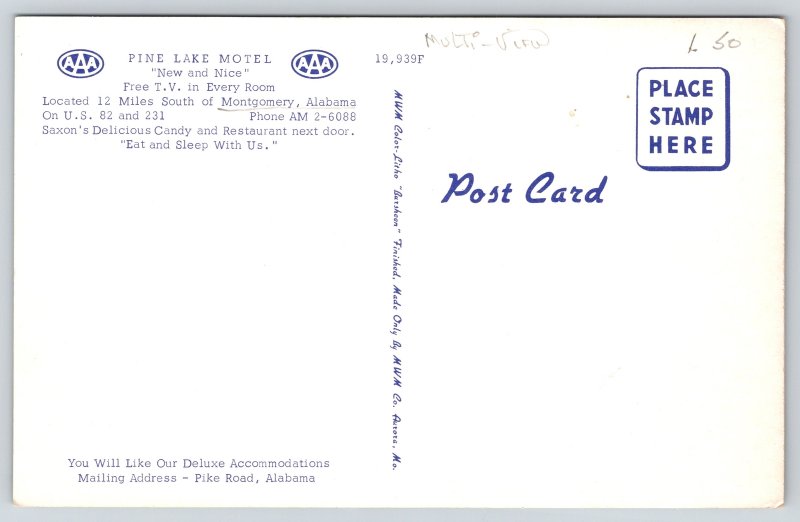 AAA PINE LAKE MOTEL AAA
"New and Nice"
Free T.V. in Every Room
Located 12 Miles South of Montgomery, Alabama
On U.S. 82 and 231 Phone AM 2-6088
Saxon's Delicious Candy and Restaurant next door.
"Eat and Sleep With Us."
You Will Like Our Deluxe Accommodations
Mailing Address - Pike Road, Alabama
19,939F
MWM Color-Litho "Bursheen" Finished, Made Only By MWM Co. Aurora, Mo.
Multi-View
50
PLACE
STAMP
HERE
Post Card